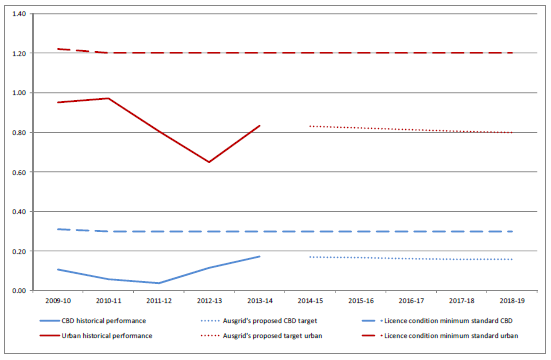 1.40
1.20
1.00
0.80
0.60
0.40
0.20
0.00
2009-10 2010-11 2011-12 2012-13 2013-14 2014-15 2015-16 2016-17 2017-18 2018-19
CBD historical performance Ausgrid's proposed CBD target Licence condition minimum standard CBD
Urban historical performance Ausgrid's proposed target urban Licence condition minimum standard urban